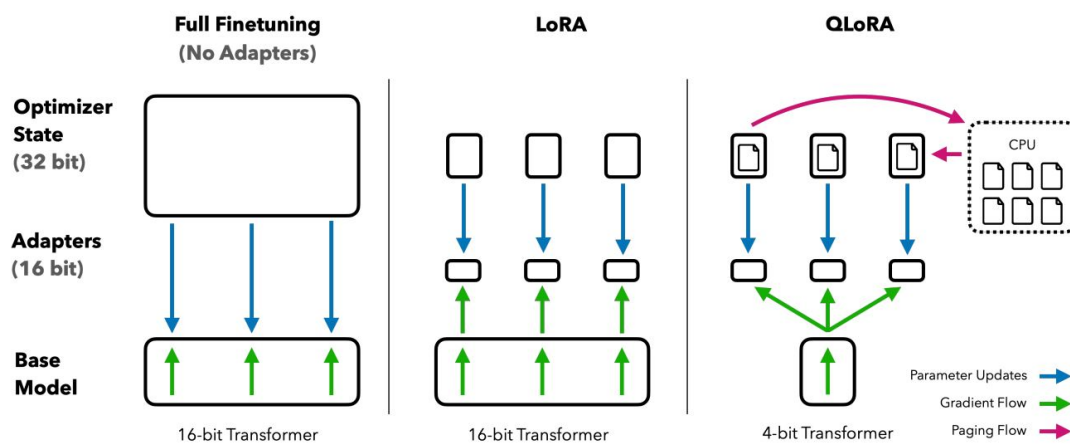 Full Finetuning
(No Adapters)
LoRA
QLoRA
Optimizer
State
(32 bit)
CPU
Adapters
(16 bit)
Base
Model
Parameter Updates
Gradient Flow
Paging Flow
16-bit Transformer
16-bit Transformer
4-bit Transformer